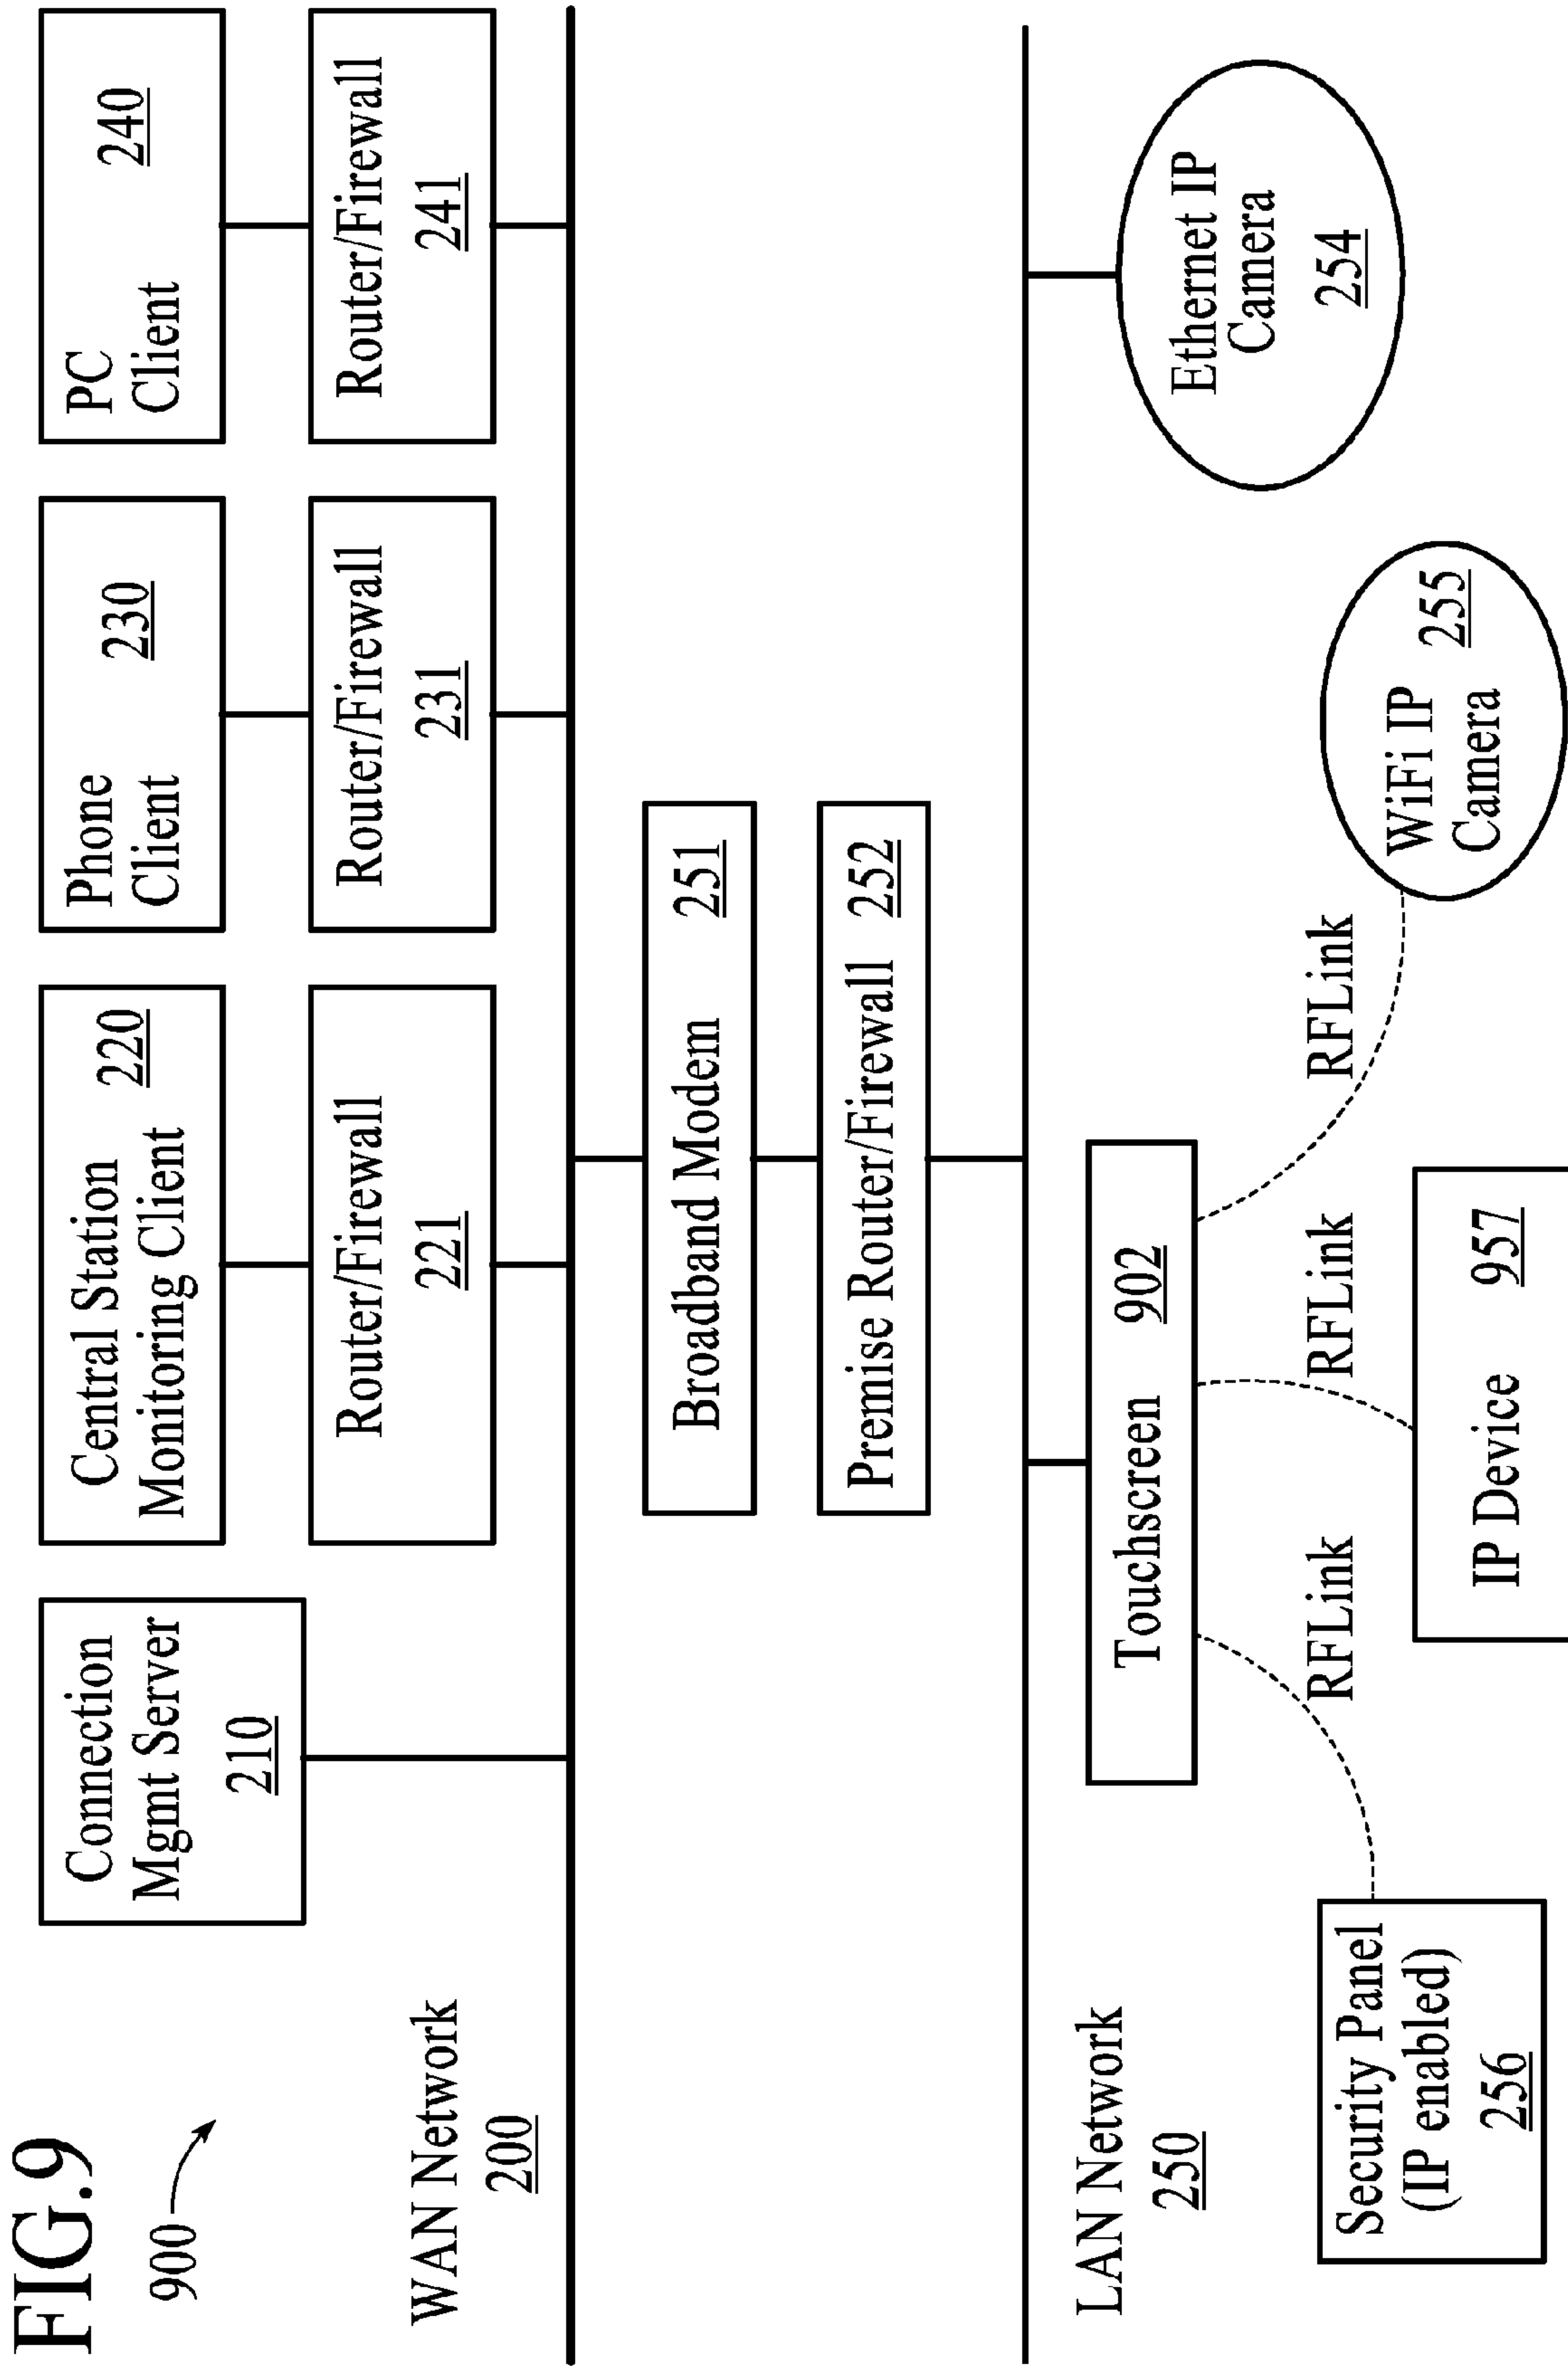 FIG.9
900
Connection
Mgmt Server
210
Central Station
Monitoring Client
220
Phone
Client
230
PC
Client
240
Router/Firewall
221
Router/Firewall
231
Router/Firewall
241
WAN Network
200
Broadband Modem 251
Premise Router/Firewall 252
LAN Network
250
Touchscreen 902
Ethernet IP
Camera
254
RFLink
RFLink
RFLink
Security Panel
(IP enabled)
256
IP Device 957
WiFi IP
Camera
255